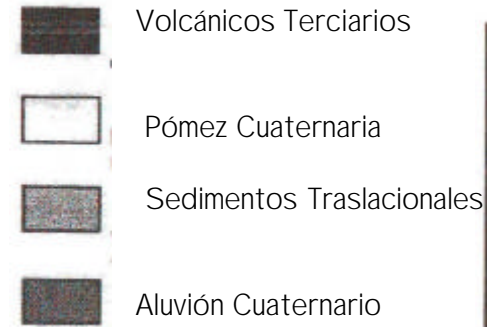 Volcánicos Terciarios
Pómez Cuaternaria
Sedimentos Traslacionales
Aluvión Cuaternario